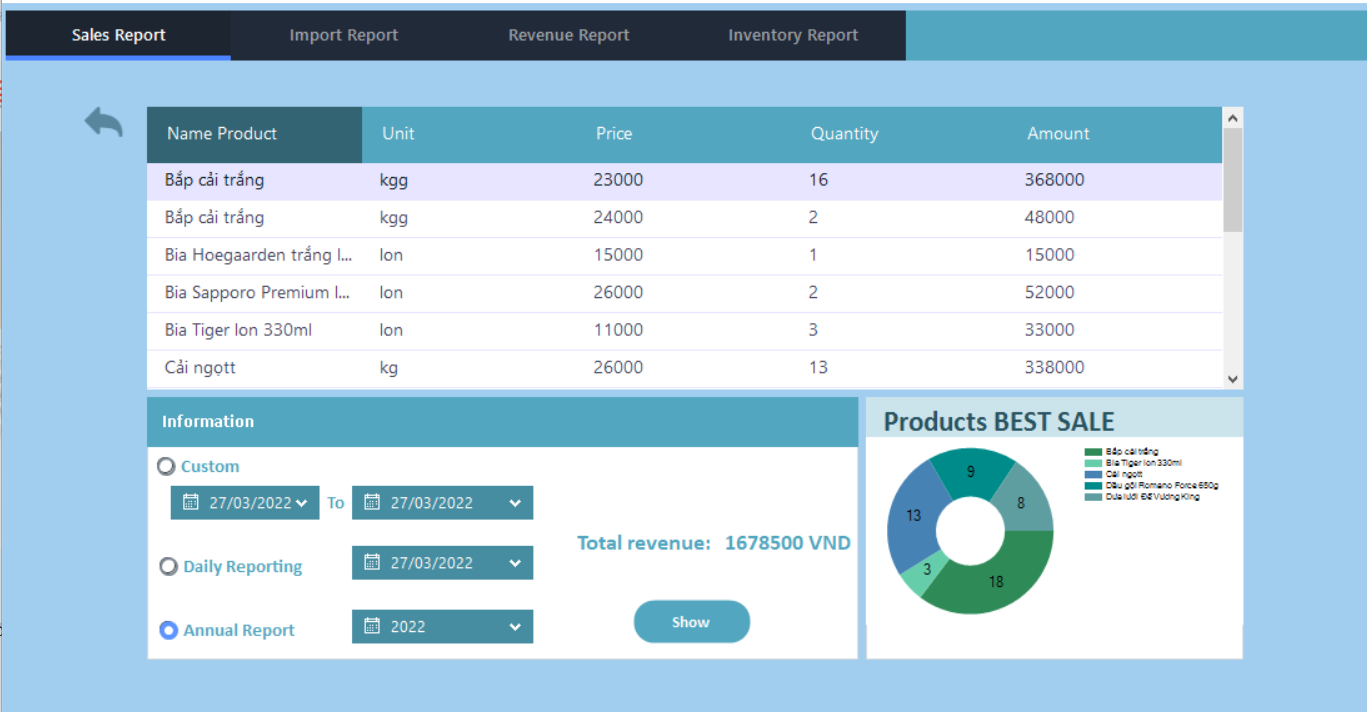 Sales Report Import Report Revenue Report Inventory Report
Name Product Unit Price Quantity Amount
Bắp cải trắng kgg 23000 16 368000
Bắp cải trắng kgg 24000 2 48000
Bia Hoegaarden trắng l... lon 15000 1 15000
Bia Sapporo Premium l... lon 26000 2 52000
Bia Tiger lon 330ml lon 11000 3 33000
Cải ngọtt kg 26000 13 338000
Information
Custom
27/03/2022 To 27/03/2022
Total revenue: 1678500 VND
Daily Reporting 27/03/2022
Annual Report 2022
Show
Products BEST SALE
9
8
13
3
18
Bắp cải trắng
Bia Tiger lon 330ml
Cải ngọtt
Dầu gội Romano Force 650g
Dưa lưới Đế Vương King